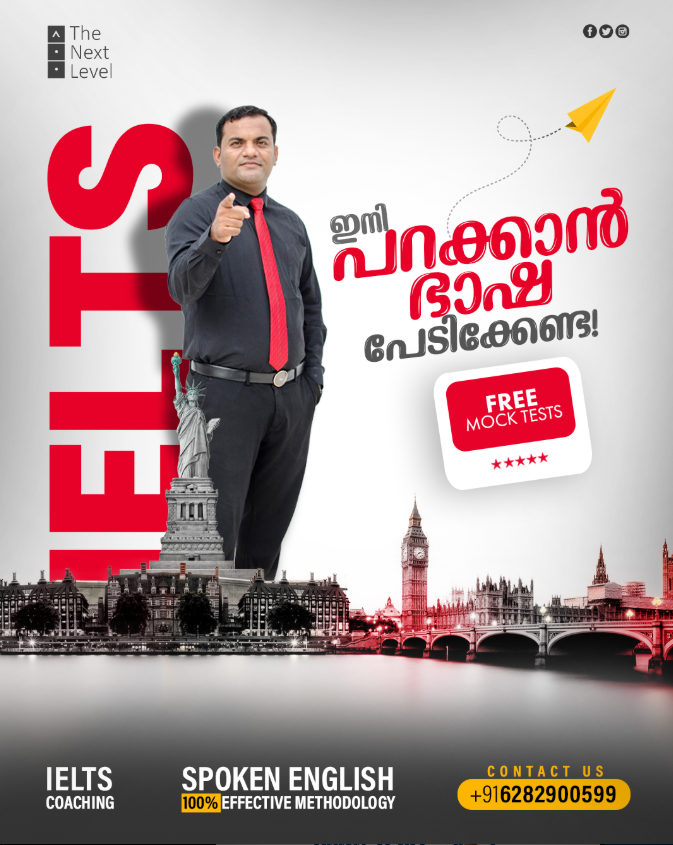 The
Next
Level
IELTS
ഇനി
പറക്കാൻ
ഭാഷ
പേടിക്കേണ്ട!
FREE
MOCK TESTS
IELTS
COACHING
SPOKEN ENGLISH
100% EFFECTIVE METHODOLOGY
CONTACT US
+916282900599